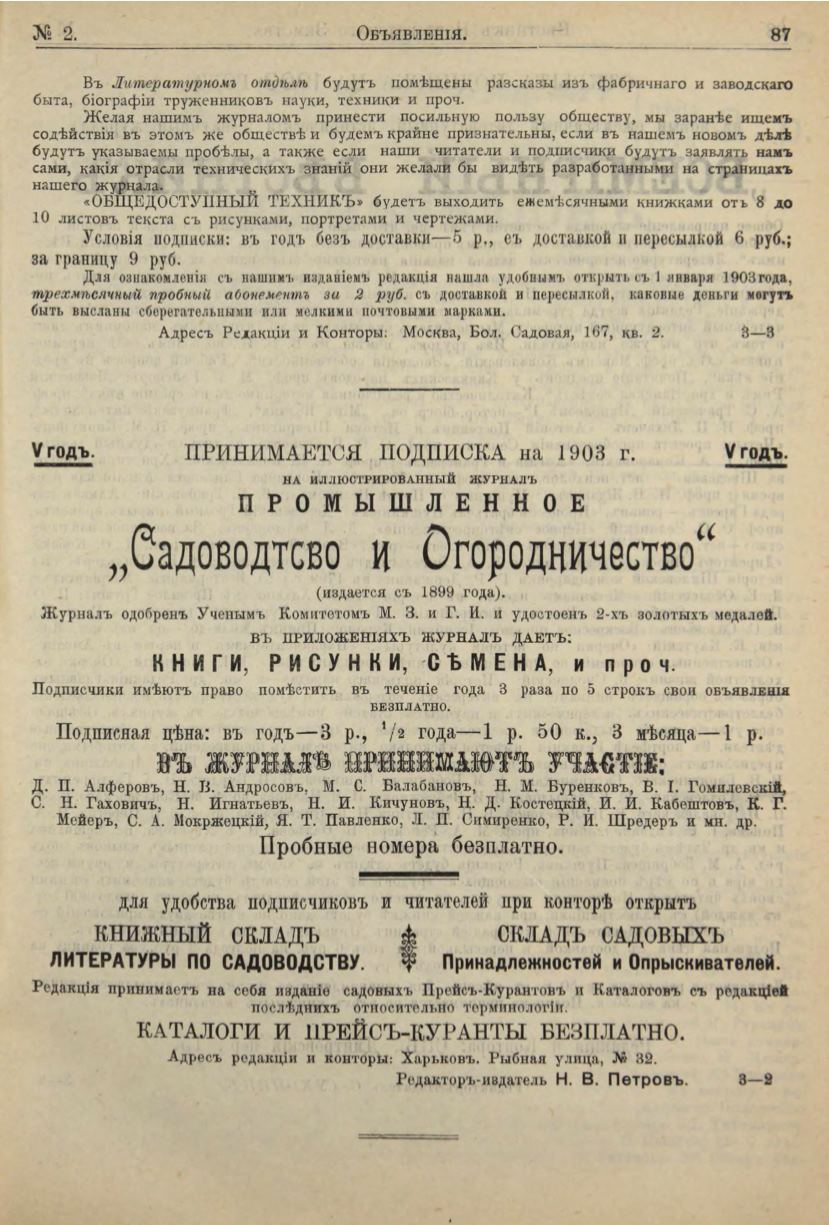 № 2.
Объявленія.
87
Въ Литературномъ отдѣлѣ будутъ помѣщены разсказы изъ фабричнаго и заводскаго
быта, біографіи труженниковъ науки, техники и проч.
Желая нашимъ журналомъ принести посильную пользу обществу, мы заранѣе ищемъ
содѣйствія въ этомъ же обществѣ и будемъ крайне признательны, если въ нашемъ новомъ дѣлѣ
будутъ указываемы пробѣлы, а также если наши читатели и подписчики будутъ заявлять намъ
сами, какія отрасли техническихъ знаній они желали бы видѣть разработанными на страницахъ
нашего журнала.
«ОБЩЕДОСТУПНЫЙ ТЕХНИКЪ» будетъ выходить ежемѣсячными книжками отъ 8 до
10 листовъ текста съ рисунками, портретами и чертежами.
Условія подписки: въ годъ безъ доставки—5 р., съ доставкой и пересылкой 6 руб.;
за границу 9 руб.
Для ознакомленія съ нашимъ изданіемъ редакція нашла удобнымъ открыть съ 1 января 1903 года,
трехмѣсячный пробный абонементъ за 2 руб. съ доставкой и пересылкой, каковые деньги могутъ
быть высланы сберегательными или мелкими почтовыми марками.
Адресъ Редакціи и Конторы: Москва, Бол. Садовая, 167, кв. 2.
3—3
V годъ.
ПРИНИМАЕТСЯ ПОДПИСКА на 1903 г.
V годъ.
НА ИЛЛЮСТРИРОВАННЫЙ ЖУРНАЛЪ
ПРОМЫШЛЕННОЕ
„Садоводтсво и Огородничество“
(издается съ 1899 года).
Журналъ одобренъ Ученымъ Комитетомъ М. З. и Г. И. и удостоенъ 2-хъ золотыхъ медалей.
ВЪ ПРИЛОЖЕНІЯХЪ ЖУРНАЛЪ ДАЕТЪ:
КНИГИ, РИСУНКИ, СѢМЕНА, и проч.
Подписчики имѣютъ право помѣстить въ теченіе года 3 раза по 5 строкъ свои объявленія
БЕЗПЛАТНО.
Подписная цѣна: въ годъ—3 р., 1/2 года—1 р. 50 к., 3 мѣсяца—1 р.
ВЪ ЖУРНАЛѢ ПРИНИМАЮТЪ УЧАСТІЕ:
Д. П. Алферовъ, Н. В. Андросовъ, М. С. Балабановъ, Н. М. Буренковъ, В. І. Гомилевскій,
С. Н. Гаховичъ, Н. Игнатьевъ, Н. И. Кичуновъ, Н. Д. Костецкій, И. И. Кабештовъ, К. Г.
Мейеръ, С. А. Мокржецкій, Я. Т. Павленко, Л. П. Симиренко, Р. И. Шредеръ и мн. др.
Пробные номера безплатно.
для удобства подписчиковъ и читателей при конторѣ открытъ
КНИЖНЫЙ СКЛАДЪ
ЛИТЕРАТУРЫ ПО САДОВОДСТВУ.
СКЛАДЪ САДОВЫХЪ
Принадлежностей и Опрыскивателей.
Редакція принимаетъ на себя изданіе садовыхъ Прейсъ-Курантовъ и Каталоговъ съ редакціей
послѣднихъ относительно терминологіи.
КАТАЛОГИ И ПРЕЙСЪ-КУРАНТЫ БЕЗПЛАТНО.
Адресъ редакціи и конторы: Харьковъ. Рыбная улица, № 32.
Редакторъ-издатель Н. В. Петровъ.
3—2